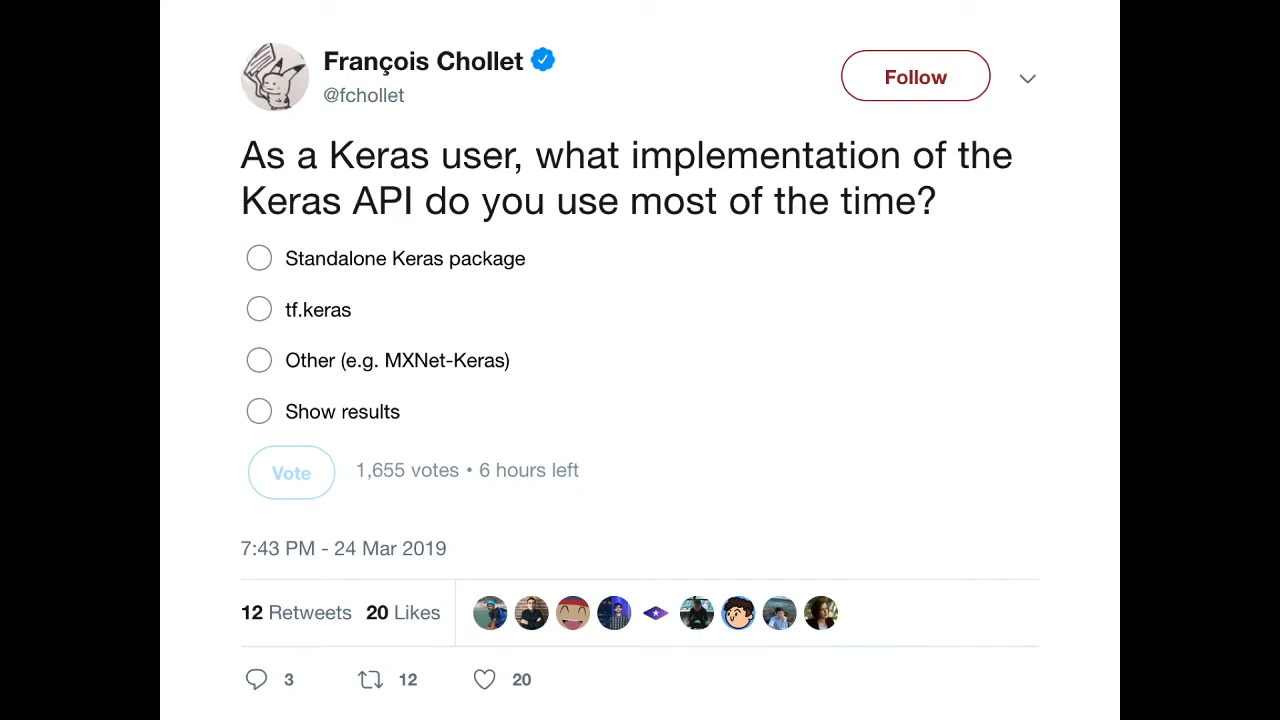 François Chollet
@fchollet
Follow
As a Keras user, what implementation of the
Keras API do you use most of the time?
Standalone Keras package
tf.keras
Other (e.g. MXNet-Keras)
Show results
Vote
1,655 votes • 6 hours left
7:43 PM - 24 Mar 2019
12 Retweets 20 Likes
3 12 20